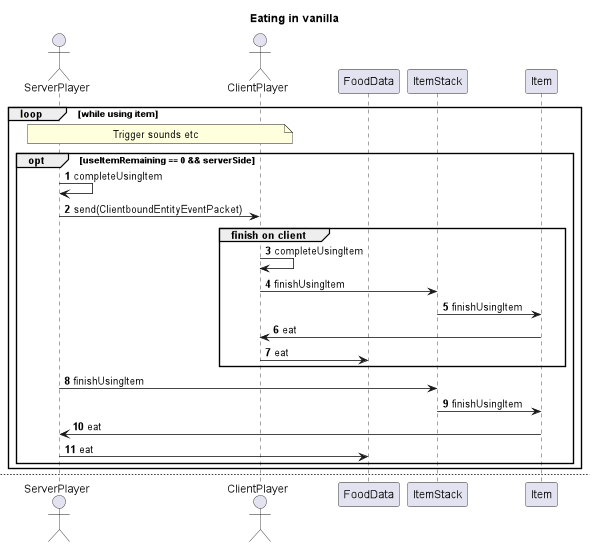 Eating in vanilla
ServerPlayer ClientPlayer FoodData ItemStack Item
loop [while using item]
Trigger sounds etc
opt [useItemRemaining == 0 && serverSide]
1 completeUsingItem
2 send(ClientboundEntityEventPacket)
finish on client
3 completeUsingItem
4 finishUsingItem
5 finishUsingItem
6 eat
7 eat
8 finishUsingItem
9 finishUsingItem
10 eat
11 eat
ServerPlayer ClientPlayer FoodData ItemStack Item